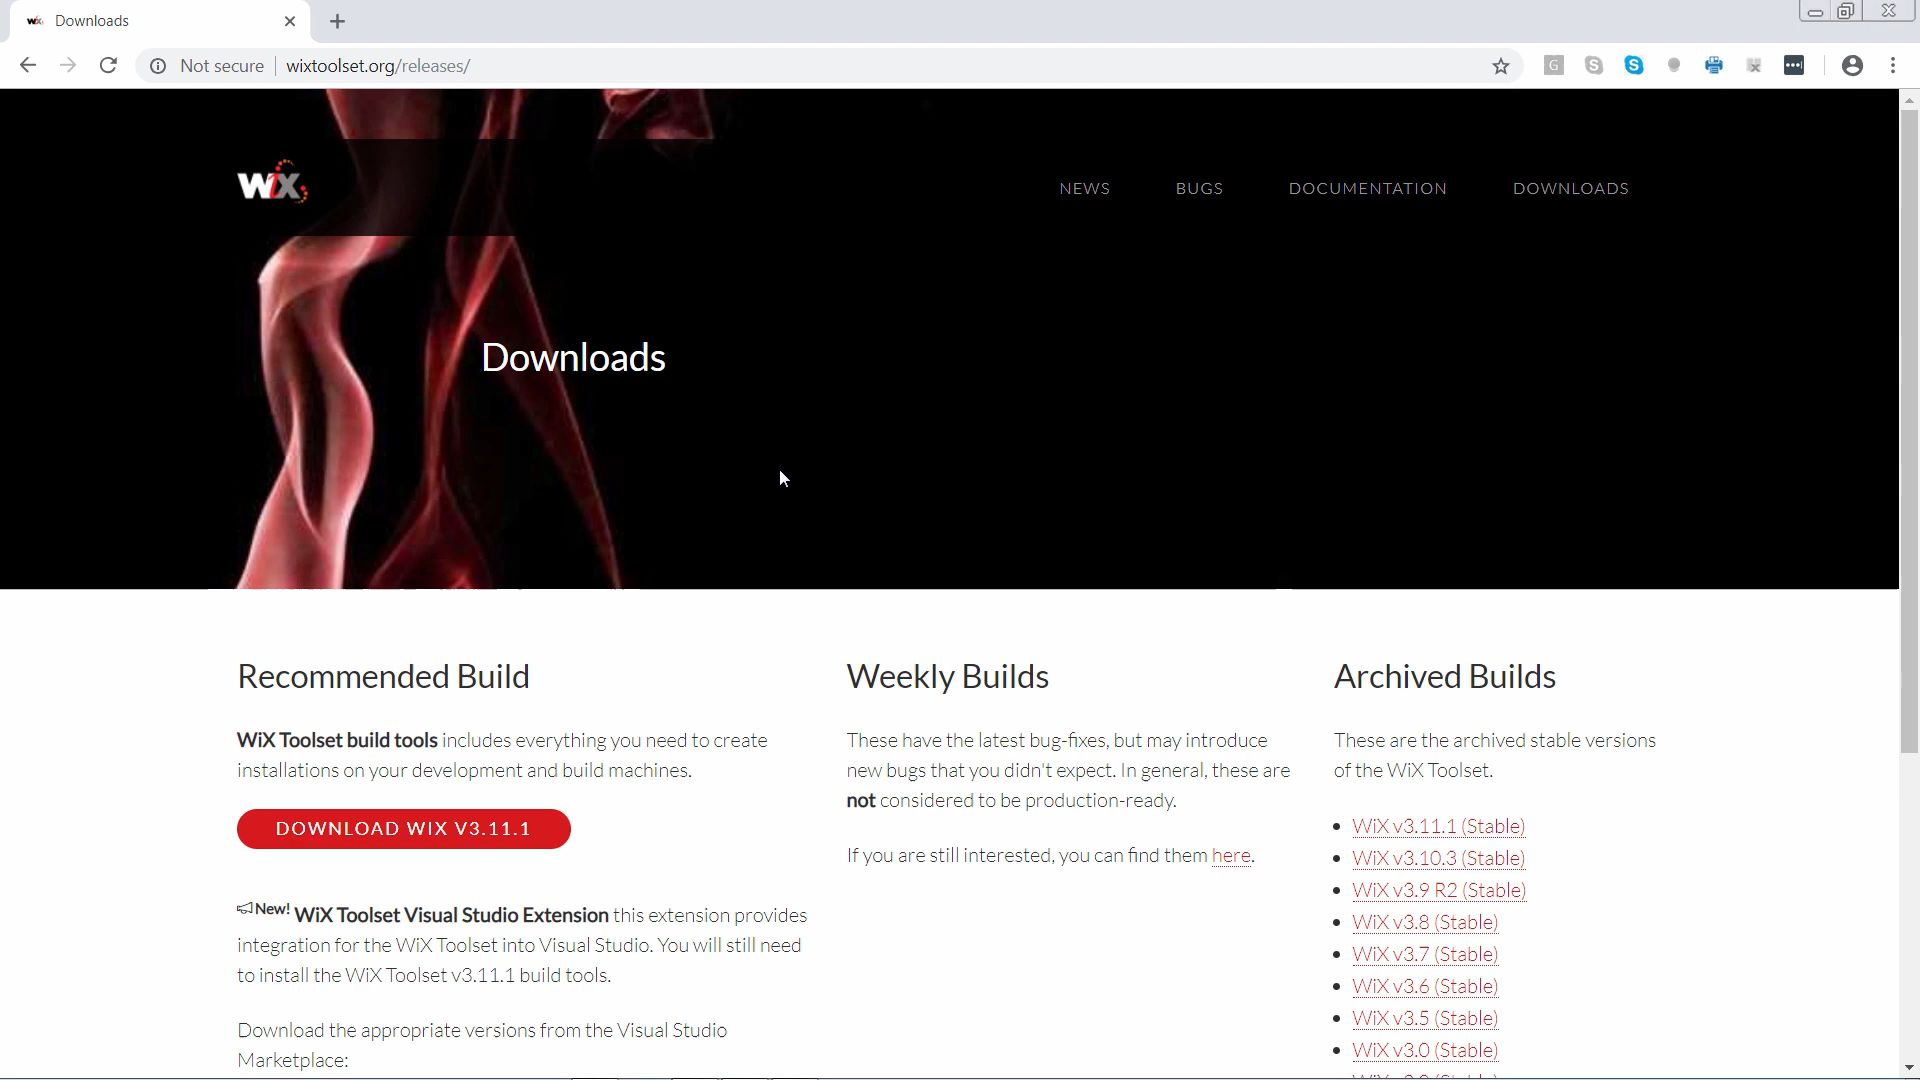 Downloads
Not secure
wixtoolset.org/releases/
WiX
NEWS
BUGS
DOCUMENTATION
DOWNLOADS
Downloads
Recommended Build
WiX Toolset build tools includes everything you need to create
installations on your development and build machines.
DOWNLOAD WIX V3.11.1
New! WiX Toolset Visual Studio Extension this extension provides
integration for the WiX Toolset into Visual Studio. You will still need
to install the WiX Toolset v3.11.1 build tools.
Download the appropriate versions from the Visual Studio
Marketplace:
Weekly Builds
These have the latest bug-fixes, but may introduce
new bugs that you didn't expect. In general, these are
not considered to be production-ready.
If you are still interested, you can find them here.
Archived Builds
These are the archived stable versions
of the WiX Toolset.
WiX v3.11.1 (Stable)
WiX v3.10.3 (Stable)
WiX v3.9 R2 (Stable)
WiX v3.8 (Stable)
WiX v3.7 (Stable)
WiX v3.6 (Stable)
WiX v3.5 (Stable)
WiX v3.0 (Stable)